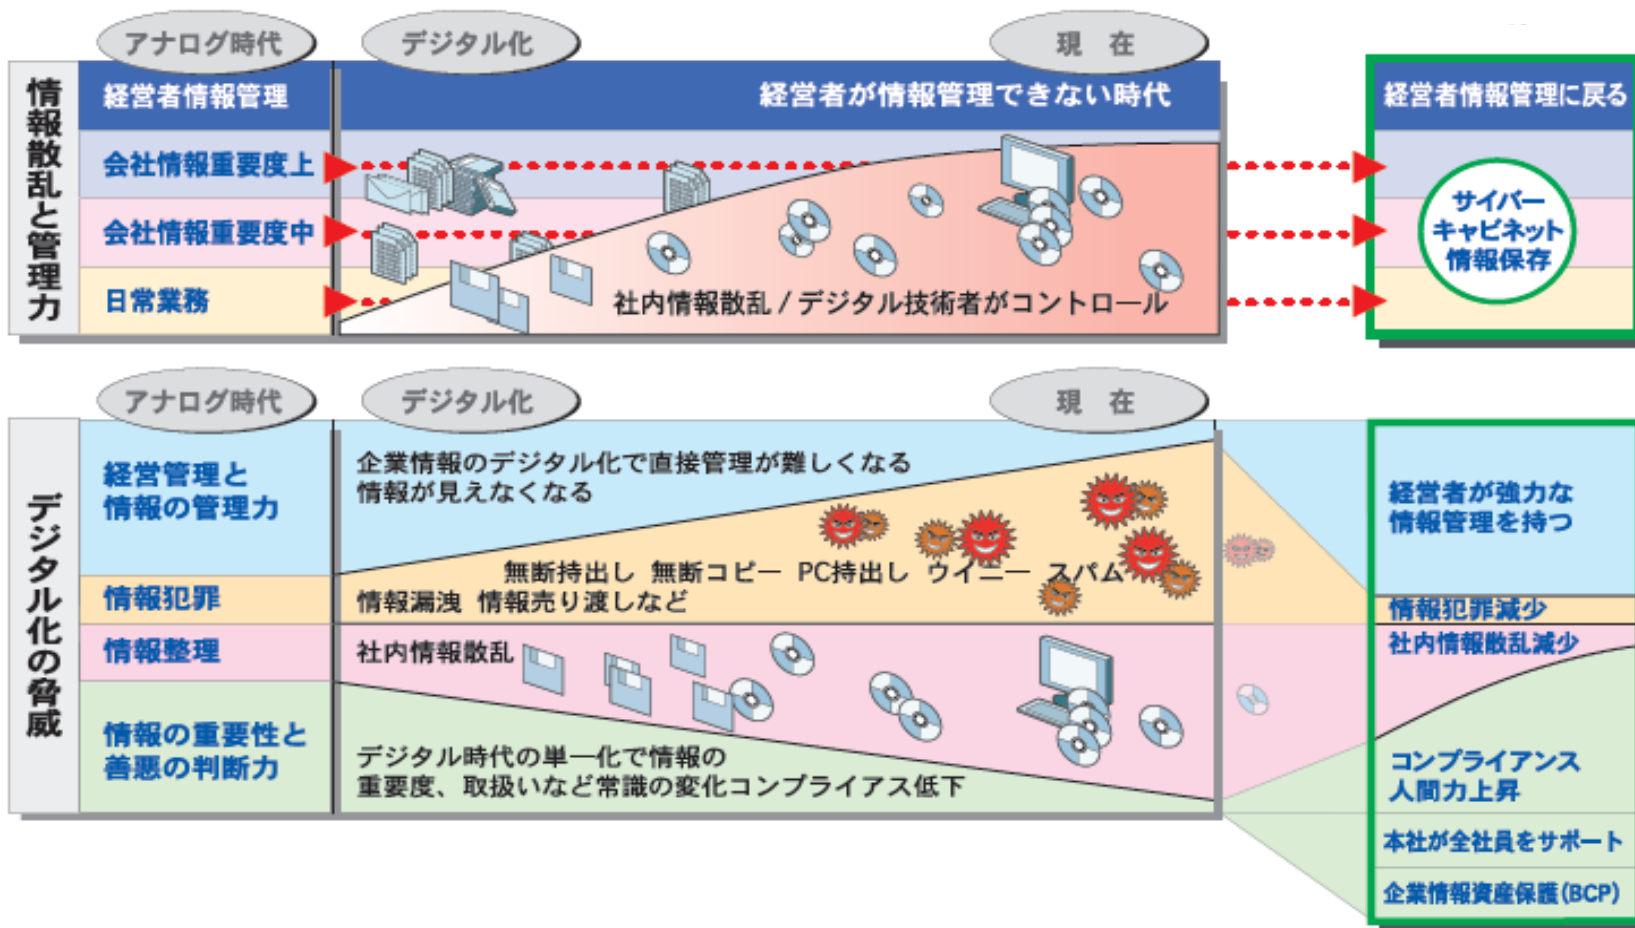 アナログ時代
デジタル化
現 在
情報散乱と管理力
経営者情報管理
経営者が情報管理できない時代
経営者情報管理に戻る
会社情報重要度上
会社情報重要度中
日常業務
社内情報散乱 / デジタル技術者がコントロール
サイバー
キャビネット
情報保存
アナログ時代
デジタル化
現 在
デジタル化の脅威
経営管理と
情報の管理力
企業情報のデジタル化で直接管理が難しくなる
情報が見えなくなる
経営者が強力な
情報管理を持つ
情報犯罪
無断持出し 無断コピー PC持出し ウイニー スパム
情報漏洩 情報売り渡しなど
情報犯罪減少
情報整理
社内情報散乱
社内情報散乱減少
情報の重要性と
善悪の判断力
デジタル時代の単一化で情報の
重要度、取扱いなど常識の変化コンプライアス低下
コンプライアンス
人間力上昇
本社が全社員をサポート
企業情報資産保護(BCP)